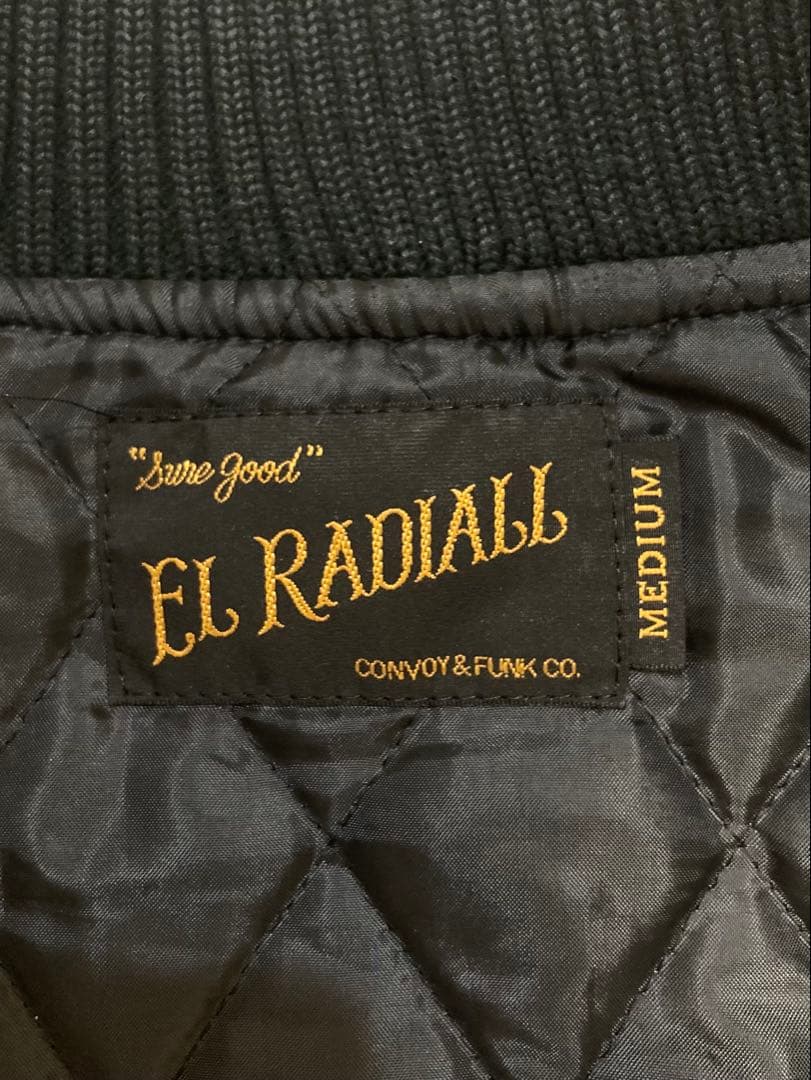 "Sure good"
EL RADIALL
CONVOY & FUNK CO.
MEDIUM